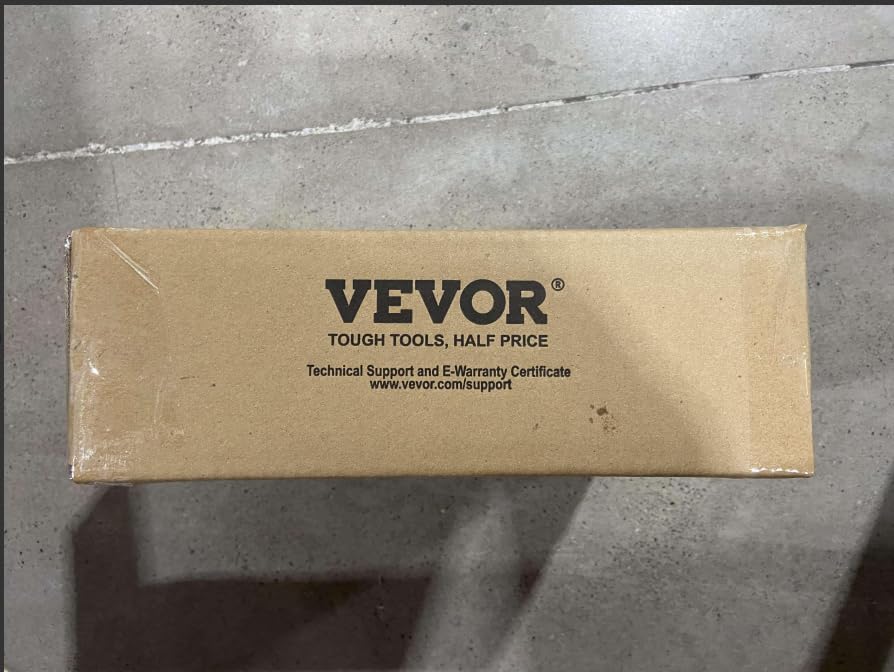 VEVOR®
TOUGH TOOLS, HALF PRICE
Technical Support and E-Warranty Certificate
www.vevor.com/support